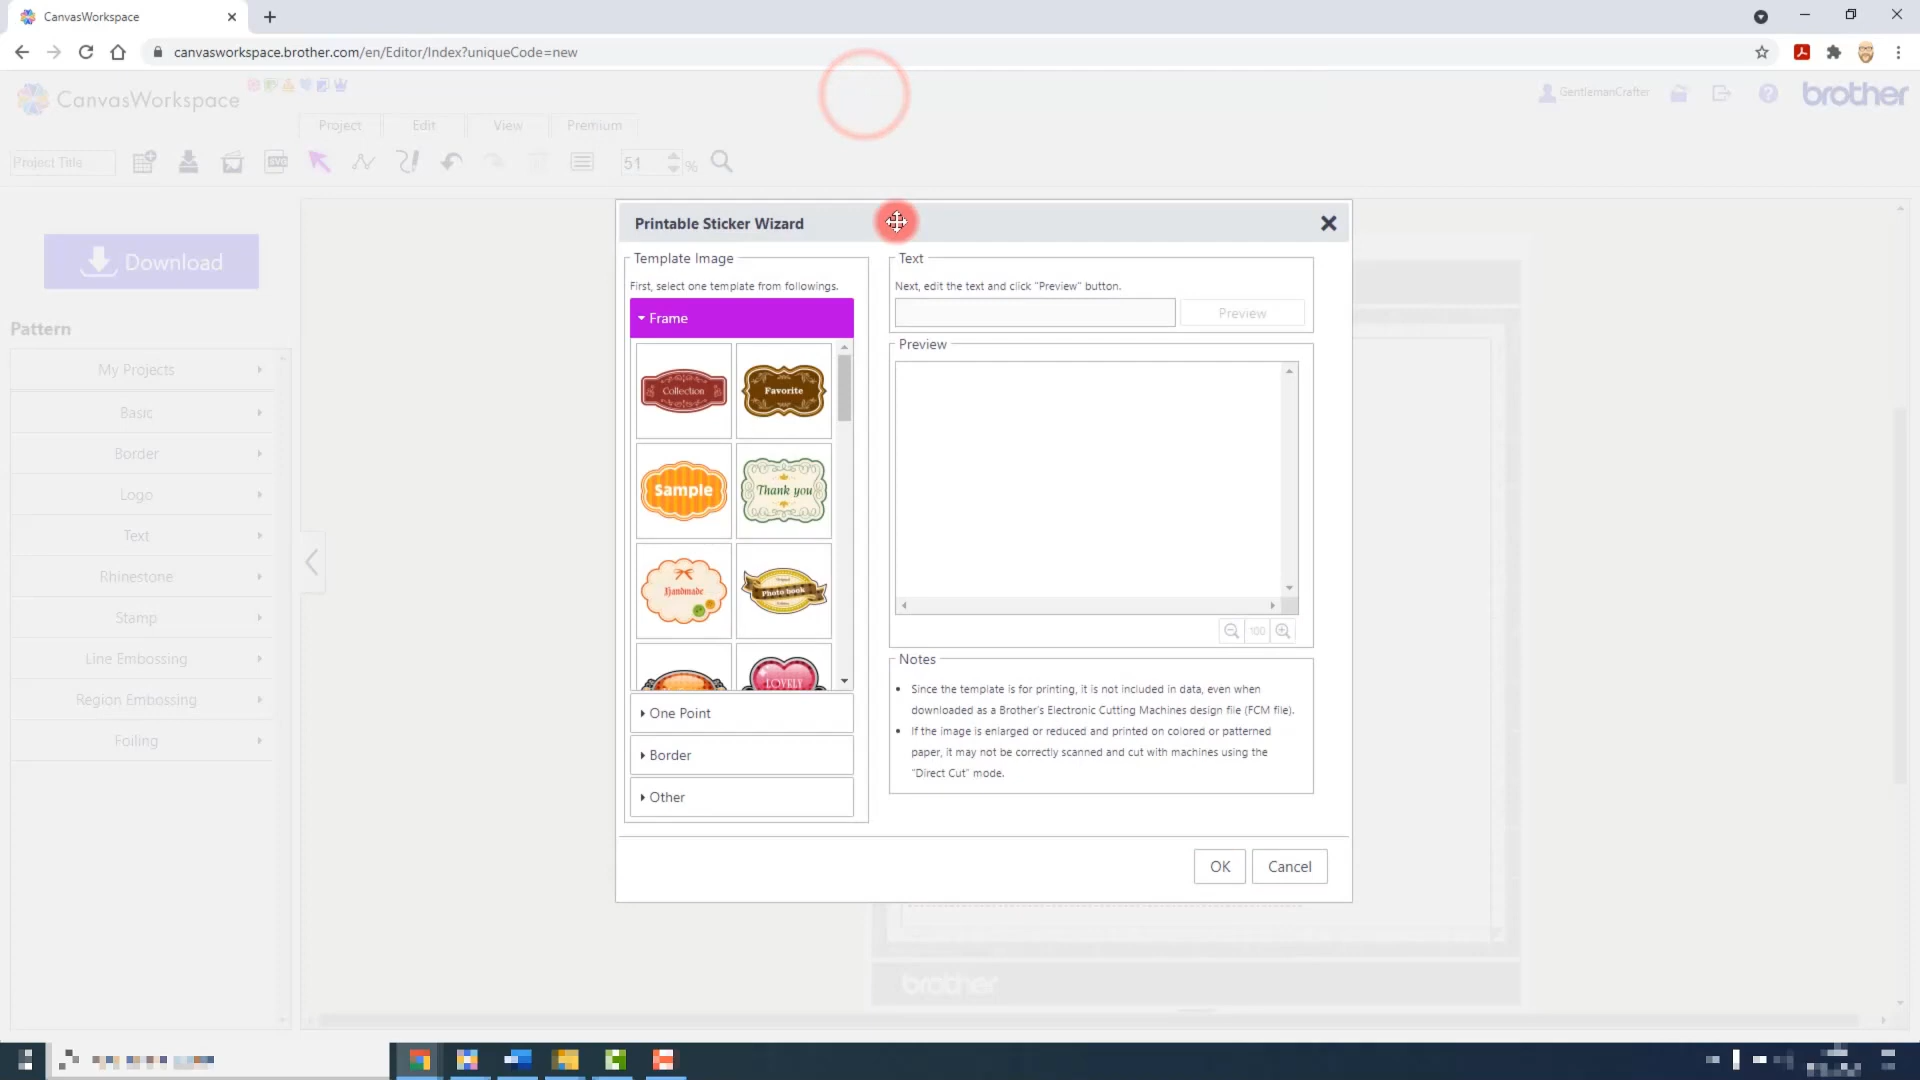 CanvasWorkspace
canvasworkspace.brother.com/en/Editor/Index?uniqueCode=new
CanvasWorkspace
GentlemanCrafter
brother
Project
Edit
View
Premium
Project Title
SVG
51
%
Download
Pattern
My Projects
Basic
Border
Logo
Text
Rhinestone
Stamp
Line Embossing
Region Embossing
Foiling
Printable Sticker Wizard
Template Image
First, select one template from followings.
Frame
Collection
Favorite
Sample
Thank you
Handmade
Photo book
LOVELY
One Point
Border
Other
Text
Next, edit the text and click "Preview" button.
Preview
Preview
100
Notes
Since the template is for printing, it is not included in data, even when
downloaded as a Brother's Electronic Cutting Machines design file (FCM file).
If the image is enlarged or reduced and printed on colored or patterned
paper, it may not be correctly scanned and cut with machines using the
"Direct Cut" mode.
OK
Cancel
brother